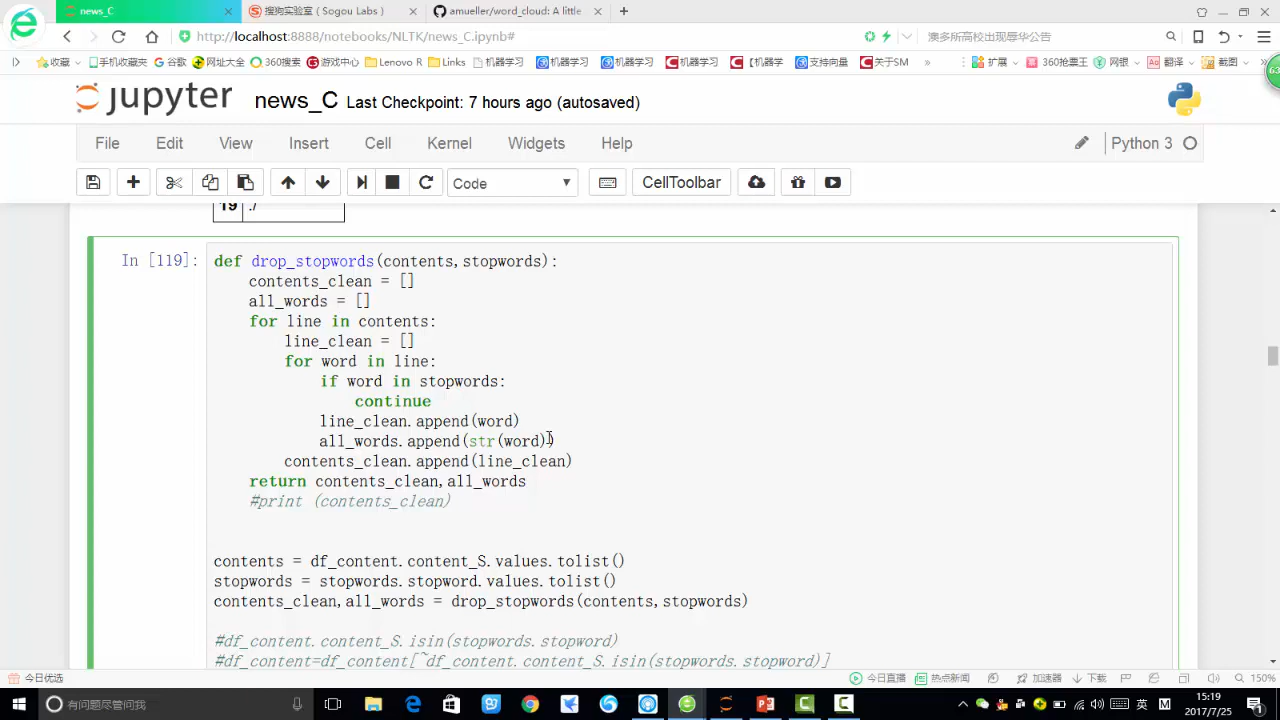 news_C
搜狗实验室 ( Sogou Labs )
amueller/word_cloud: A little
http://localhost:8888/notebooks/NLTK/news_C.ipynb#
澳多所高校出现辱华公告
收藏 手机收藏夹 谷歌 网址大全 360搜索 游戏中心 Lenovo R Links 机器学习 机器学习 机器学习 机器学习 【机器学 支持向量 关于SM » 扩展 360抢票王 网银 翻译 截图
63
jupyter news_C Last Checkpoint: 7 hours ago (autosaved)
File Edit View Insert Cell Kernel Widgets Help Python 3
Code CellToolbar
19 ./
In [119]:
def drop_stopwords(contents,stopwords):
contents_clean = []
all_words = []
for line in contents:
line_clean = []
for word in line:
if word in stopwords:
continue
line_clean.append(word)
all_words.append(str(word))
contents_clean.append(line_clean)
return contents_clean,all_words
#print (contents_clean)
contents = df_content.content_S.values.tolist()
stopwords = stopwords.stopword.values.tolist()
contents_clean,all_words = drop_stopwords(contents,stopwords)
#df_content.content_S.isin(stopwords.stopword)
#df_content=df_content[~df_content.content_S.isin(stopwords.stopword)]
今日优选 今日直播 热点新闻 加速器 下载 150%
有问题尽管问我 英 M 15:19
2017/7/25